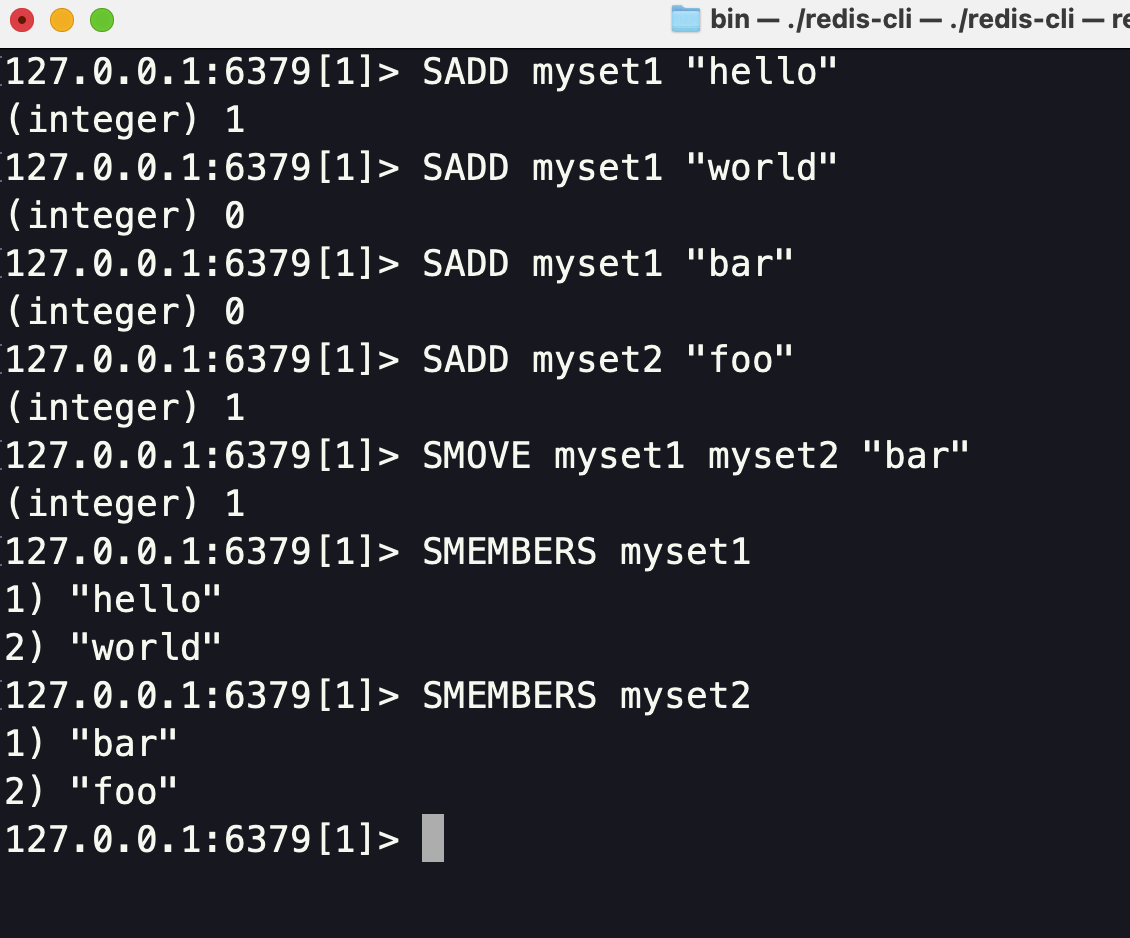 bin — ./redis-cli — ./redis-cli — re
127.0.0.1:6379[1]> SADD myset1 "hello"
(integer) 1
127.0.0.1:6379[1]> SADD myset1 "world"
(integer) 0
127.0.0.1:6379[1]> SADD myset1 "bar"
(integer) 0
127.0.0.1:6379[1]> SADD myset2 "foo"
(integer) 1
127.0.0.1:6379[1]> SMOVE myset1 myset2 "bar"
(integer) 1
127.0.0.1:6379[1]> SMEMBERS myset1
1) "hello"
2) "world"
127.0.0.1:6379[1]> SMEMBERS myset2
1) "bar"
2) "foo"
127.0.0.1:6379[1]>